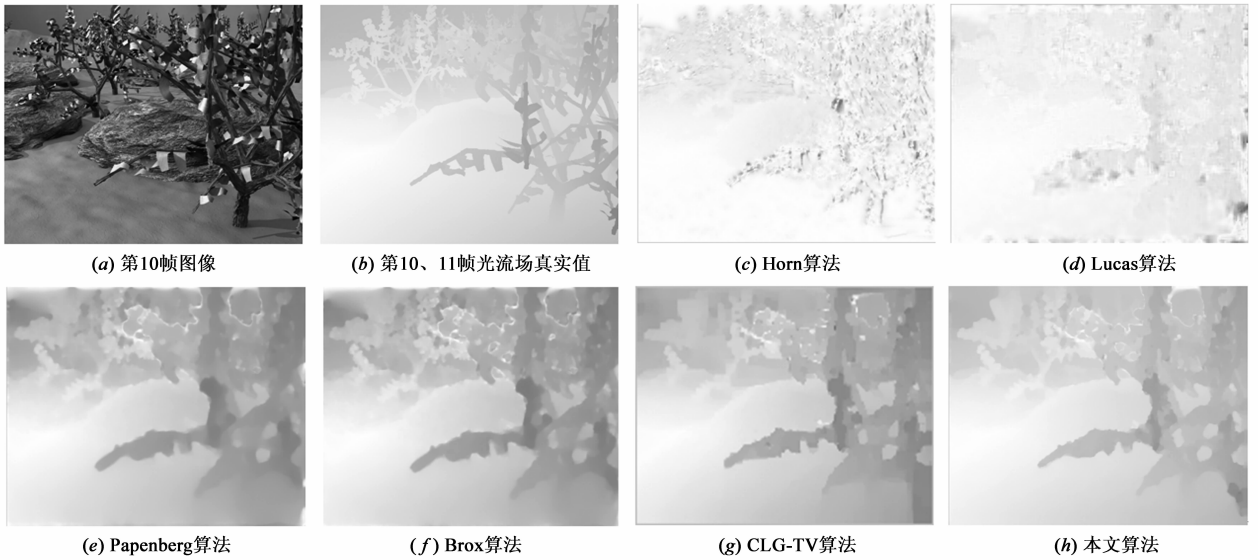 (a) 第10帧图像
(b) 第10、11帧光流场真实值
(c) Horn算法
(d) Lucas算法
(e) Papenberg算法
(f) Brox算法
(g) CLG-TV算法
(h) 本文算法